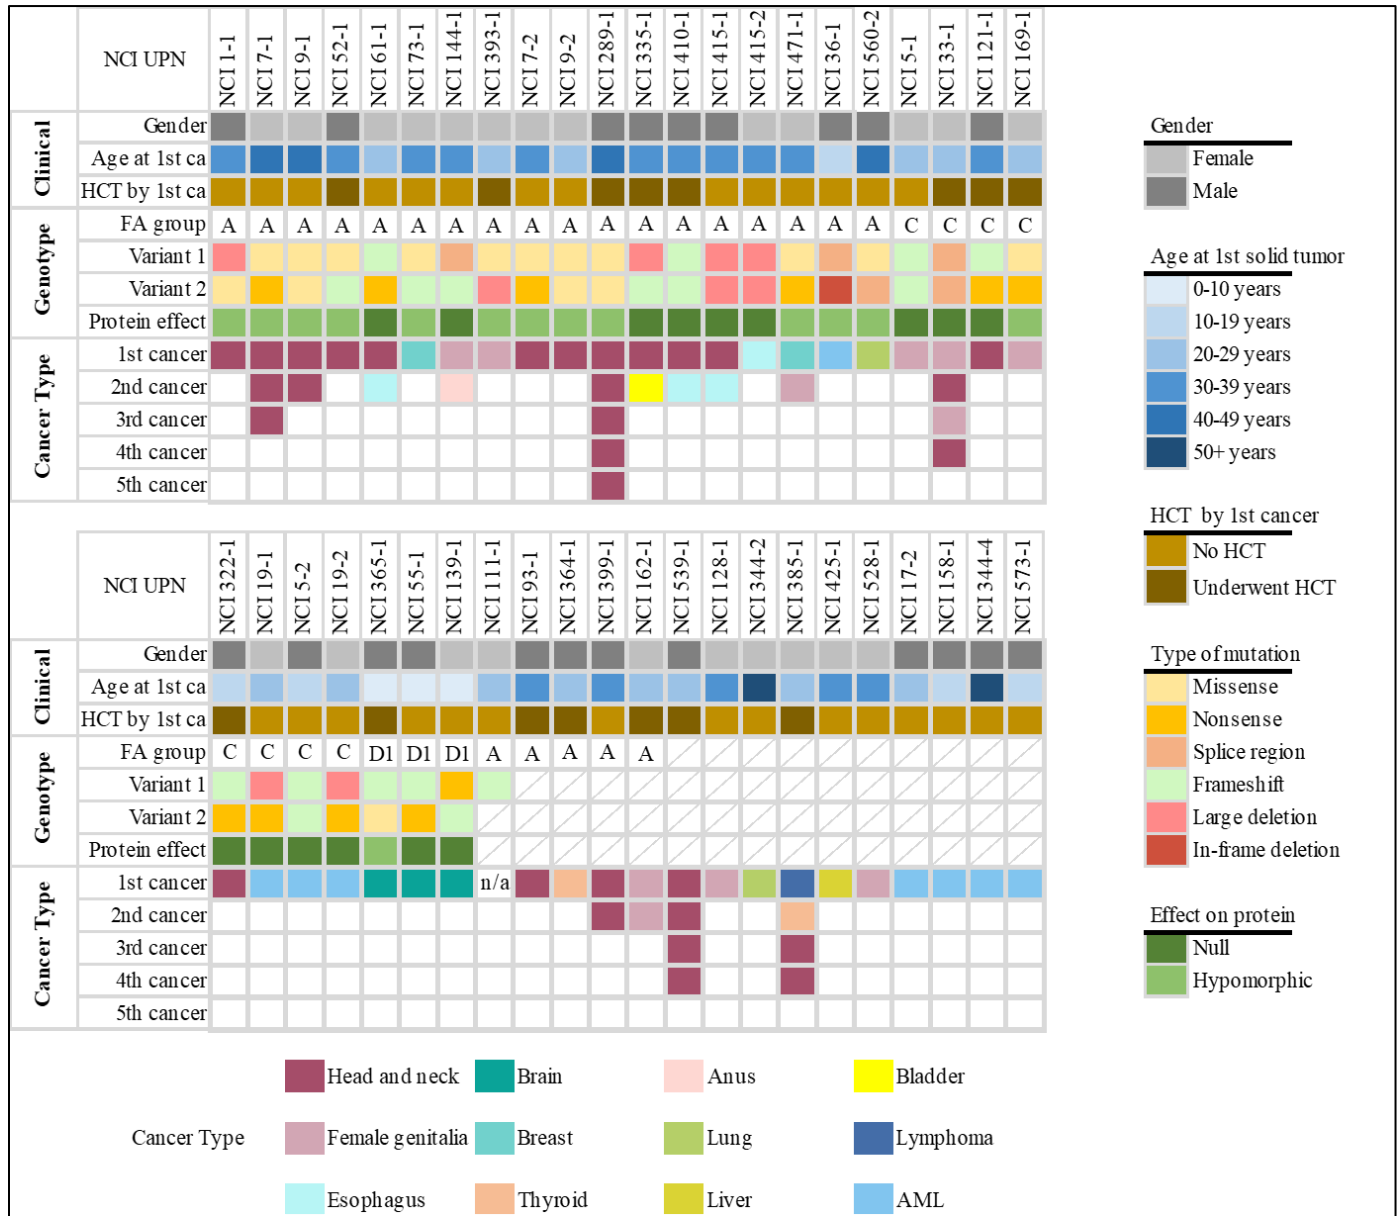 NCI UPN
NCI 1-1
NCI 7-1
NCI 9-1
NCI 52-1
NCI 61-1
NCI 73-1
NCI 144-1
NCI 393-1
NCI 7-2
NCI 9-2
NCI 289-1
NCI 335-1
NCI 410-1
NCI 415-1
NCI 415-2
NCI 471-1
NCI 36-1
NCI 560-2
NCI 5-1
NCI 33-1
NCI 121-1
NCI 169-1
Clinical
Gender
Age at 1st ca
HCT by 1st ca
Genotype
FA group A A A A A A A A A A A A A A A A A A C C C C
Variant 1
Variant 2
Protein effect
Cancer Type
1st cancer
2nd cancer
3rd cancer
4th cancer
5th cancer
NCI UPN
NCI 322-1
NCI 19-1
NCI 5-2
NCI 19-2
NCI 365-1
NCI 55-1
NCI 139-1
NCI 111-1
NCI 93-1
NCI 364-1
NCI 399-1
NCI 162-1
NCI 539-1
NCI 128-1
NCI 344-2
NCI 385-1
NCI 425-1
NCI 528-1
NCI 17-2
NCI 158-1
NCI 344-4
NCI 573-1
Clinical
Gender
Age at 1st ca
HCT by 1st ca
Genotype
FA group C C C C D1 D1 D1 A A A A A
Variant 1
Variant 2
Protein effect
Cancer Type
1st cancer n/a
2nd cancer
3rd cancer
4th cancer
5th cancer
Gender
Female
Male
Age at 1st solid tumor
0-10 years
10-19 years
20-29 years
30-39 years
40-49 years
50+ years
HCT by 1st cancer
No HCT
Underwent HCT
Type of mutation
Missense
Nonsense
Splice region
Frameshift
Large deletion
In-frame deletion
Effect on protein
Null
Hypomorphic
Cancer Type
Head and neck
Brain
Anus
Bladder
Female genitalia
Breast
Lung
Lymphoma
Esophagus
Thyroid
Liver
AML